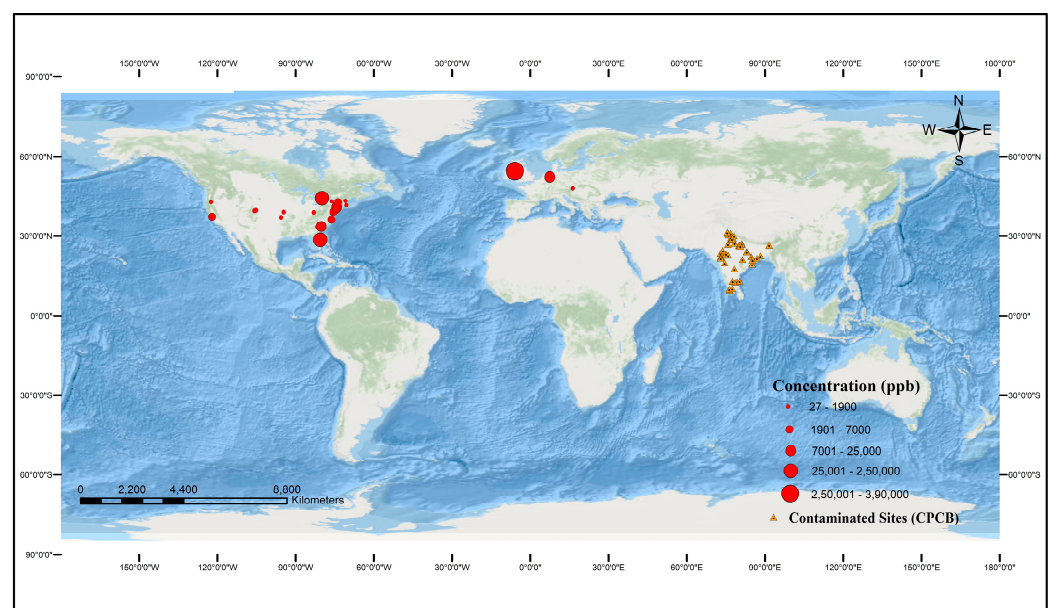 150°0'0"W 120°0'0"W 90°0'0"W 60°0'0"W 30°0'0"W 0°0'0" 30°0'0"E 60°0'0"E 90°0'0"E 120°0'0"E 150°0'0"E 180°0'0"
90°0'0"N
N
W E
S
60°0'0"N 60°0'0"N
30°0'0"N 30°0'0"N
0°0'0" 0°0'0"
Concentration (ppb)
30°0'0"S 30°0'0"S
27 - 1900
1901 - 7000
7001 - 25,000
25,001 - 2,50,000
60°0'0"S 60°0'0"S
0 2,200 4,400 8,800
Kilometers
2,50,001 - 3,90,000
Contaminated Sites (CPCB)
90°0'0"S
150°0'0"W 120°0'0"W 90°0'0"W 60°0'0"W 30°0'0"W 0°0'0" 30°0'0"E 60°0'0"E 90°0'0"E 120°0'0"E 150°0'0"E 180°0'0"